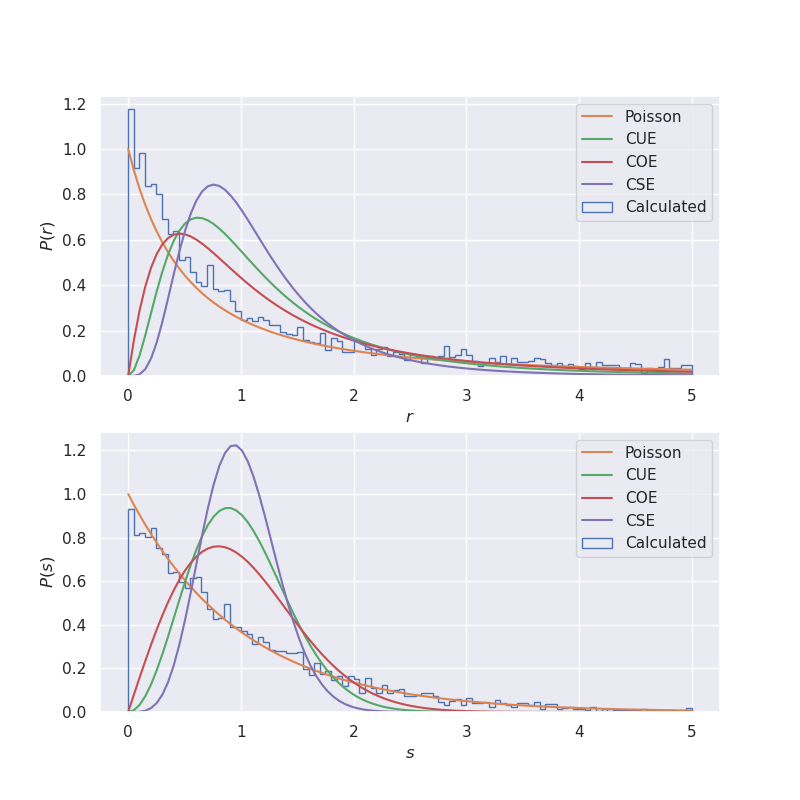 1.2
1.0
0.8
0.6
0.4
0.2
0.0
P(r)
Poisson
CUE
COE
CSE
Calculated
0 1 2 3 4 5
r
1.2
1.0
0.8
0.6
0.4
0.2
0.0
P(s)
Poisson
CUE
COE
CSE
Calculated
0 1 2 3 4 5
s